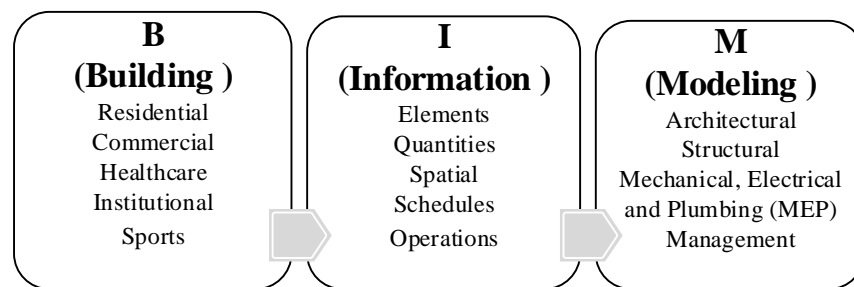 B
(Building )
Residential
Commercial
Healthcare
Institutional
Sports
I
(Information )
Elements
Quantities
Spatial
Schedules
Operations
M
(Modeling )
Architectural
Structural
Mechanical, Electrical
and Plumbing (MEP)
Management